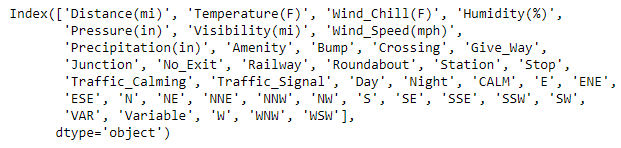 Index(['Distance(mi)', 'Temperature(F)', 'Wind_Chill(F)', 'Humidity(%)',
'Pressure(in)', 'Visibility(mi)', 'Wind_Speed(mph)',
'Precipitation(in)', 'Amenity', 'Bump', 'Crossing', 'Give_Way',
'Junction', 'No_Exit', 'Railway', 'Roundabout', 'Station', 'Stop',
'Traffic_Calming', 'Traffic_Signal', 'Day', 'Night', 'CALM', 'E', 'ENE',
'ESE', 'N', 'NE', 'NNE', 'NNW', 'NW', 'S', 'SE', 'SSE', 'SSW', 'SW',
'VAR', 'Variable', 'W', 'WNW', 'WSW'],
dtype='object')